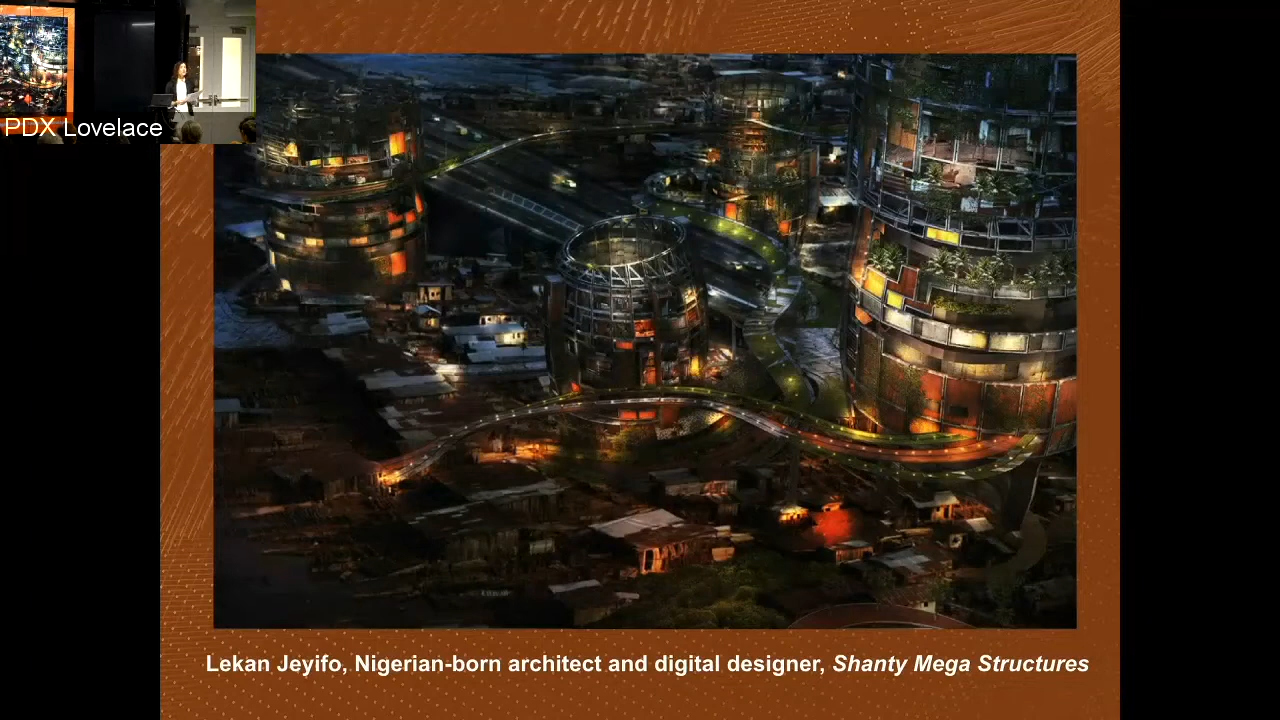 PDX Lovelace
Lekan Jeyifo, Nigerian-born architect and digital designer, Shanty Mega Structures